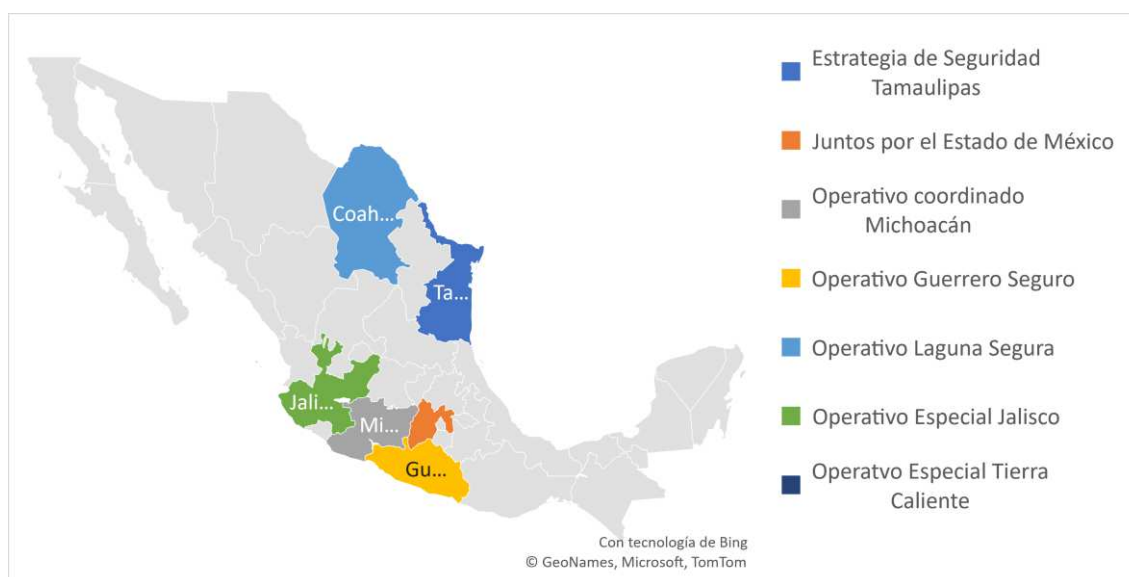 Estrategia de Seguridad
Tamaulipas
Juntos por el Estado de México
Operativo coordinado
Michoacán
Operativo Guerrero Seguro
Operativo Laguna Segura
Operativo Especial Jalisco
Operatvo Especial Tierra
Caliente
Coah...
Ta...
Jali...
Mi...
Gu...
Con tecnología de Bing
© GeoNames, Microsoft, TomTom